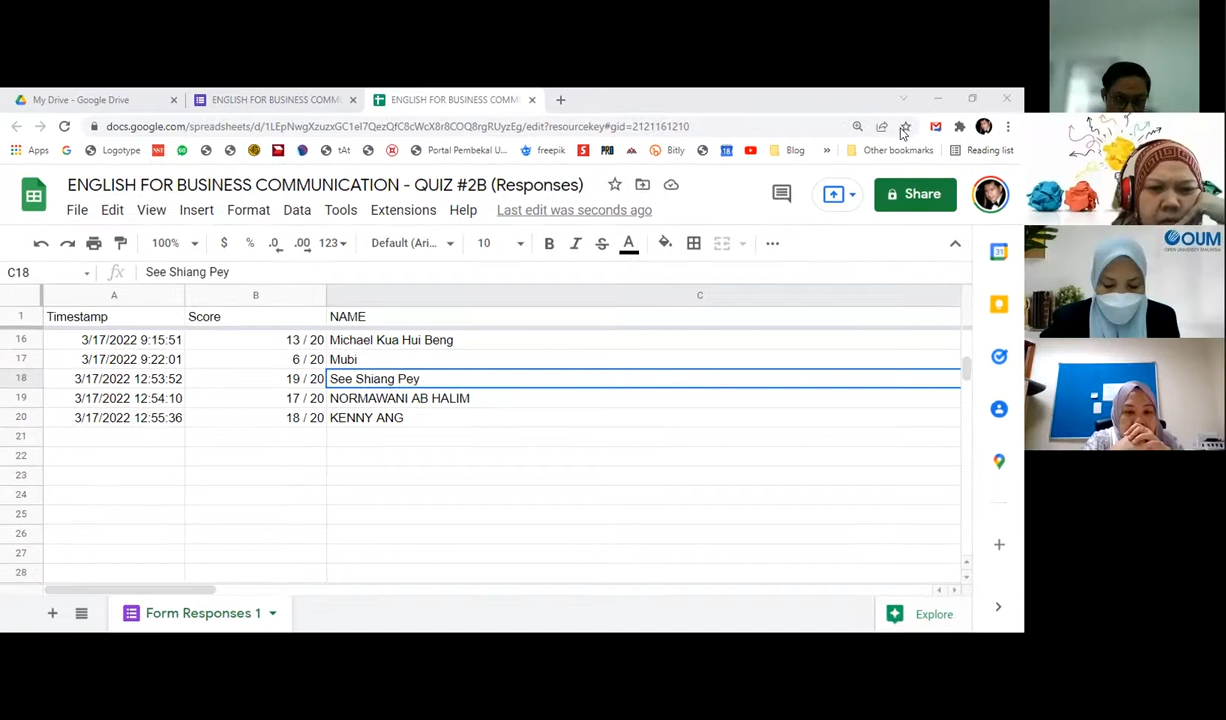 My Drive - Google Drive
ENGLISH FOR BUSINESS COMMU
ENGLISH FOR BUSINESS COMM
docs.google.com/spreadsheets/d/1LEpNwgXzuzxGC1eI7QezQfC8cWcX8r8COQ8rgRUyzEg/edit?resourcekey#gid=2121161210
Apps
Logotype
tAt
Portal Pembekal U...
freepik
Bitly
Blog
Other bookmarks
Reading list
ENGLISH FOR BUSINESS COMMUNICATION - QUIZ #2B (Responses)
Share
File Edit View Insert Format Data Tools Extensions Help Last edit was seconds ago
100% $ % .0 .00 123 Default (Ari... 10 B I S A
C18 fx See Shiang Pey
A B C
1 Timestamp Score NAME
16 3/17/2022 9:15:51 13 / 20 Michael Kua Hui Beng
17 3/17/2022 9:22:01 6 / 20 Mubi
18 3/17/2022 12:53:52 19 / 20 See Shiang Pey
19 3/17/2022 12:54:10 17 / 20 NORMAWANI AB HALIM
20 3/17/2022 12:55:36 18 / 20 KENNY ANG
21
22
23
24
25
26
27
28
Form Responses 1
Explore
OUM
OPEN UNIVERSITY MALAYSIA